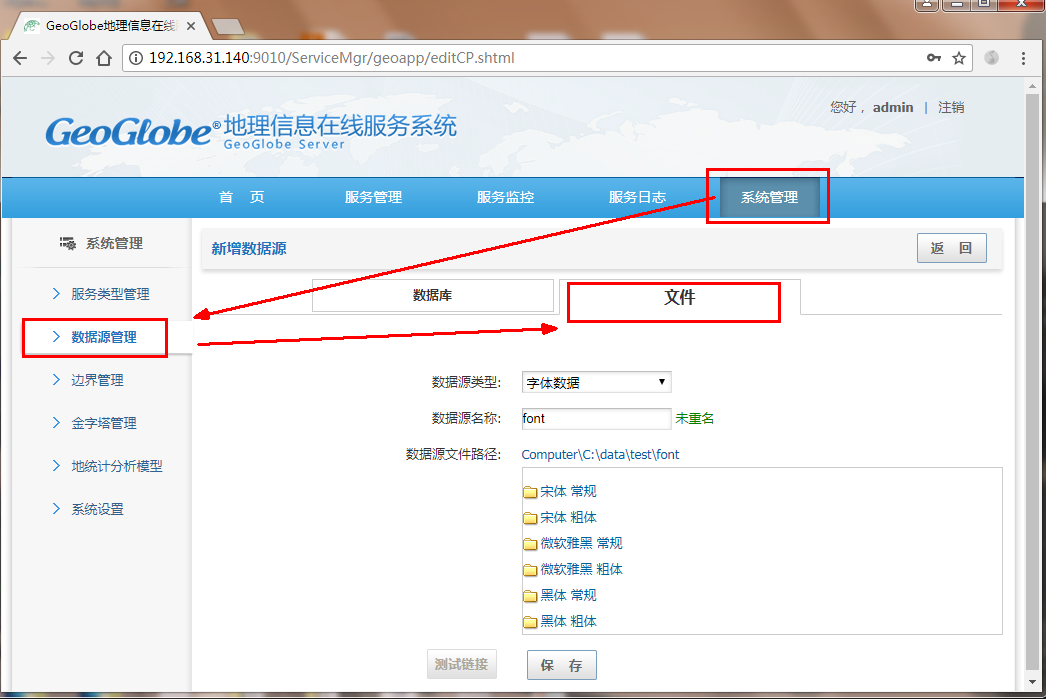 GeoGlobe地理信息在线
192.168.31.140:9010/ServiceMgr/geoapp/editCP.shtml
您好， admin | 注销
GeoGlobe® 地理信息在线服务系统
GeoGlobe Server
首 页 服务管理 服务监控 服务日志 系统管理
系统管理
服务类型管理
数据源管理
边界管理
金字塔管理
地统计分析模型
系统设置
新增数据源 返 回
数据库 文件
数据源类型: 字体数据
数据源名称: font 未重名
数据源文件路径: Computer\C:\data\test\font
宋体 常规
宋体 粗体
微软雅黑 常规
微软雅黑 粗体
黑体 常规
黑体 粗体
测试链接 保 存